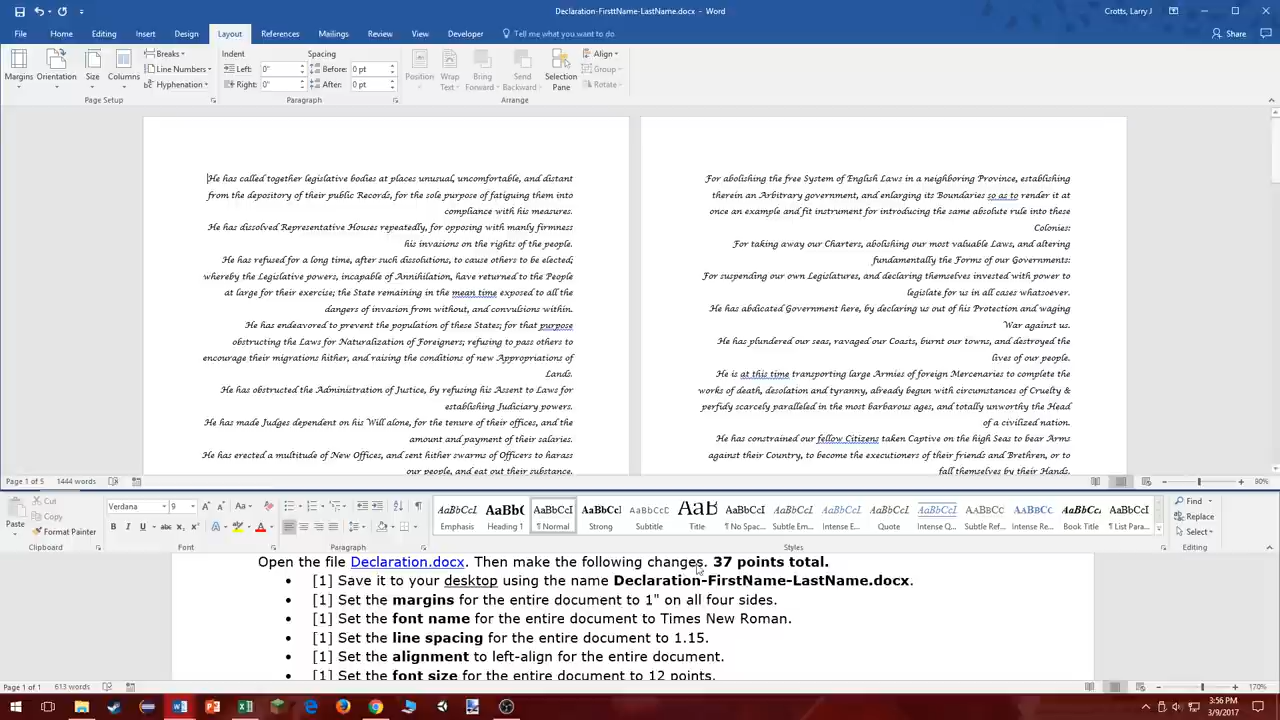 Declaration-FirsttName-LastName.docx - Word
Crotts, Larry J
File Home Editing Insert Design Layout References Mailings Review View Developer Tell me what you want to do... Share
Margins Orientation Size Columns
Breaks
Line Numbers
Hyphenation
Page Setup
Indent Spacing
Left: 0" Before: 0 pt
Right: 0" After: 0 pt
Paragraph
Position Wrap Text Bring Forward Send Backward Selection Pane
Align
Group
Rotate
Arrange
He has called together legislative bodies at places unusual, uncomfortable, and distant
from the depository of their public Records, for the sole purpose of fatiguing them into
compliance with his measures.
He has dissolved Representative Houses repeatedly, for opposing with manly firmness
his invasions on the rights of the people.
He has refused for a long time, after such dissolutions, to cause others to be elected;
whereby the Legislative powers, incapable of Annihilation, have returned to the People
at large for their exercise; the State remaining in the mean time exposed to all the
dangers of invasion from without, and convulsions within.
He has endeavored to prevent the population of these States; for that purpose
obstructing the Laws for Naturalization of Foreigners; refusing to pass others to
encourage their migrations hither, and raising the conditions of new Appropriations of
Lands.
He has obstructed the Administration of Justice, by refusing his Assent to Laws for
establishing Judiciary powers.
He has made Judges dependent on his Will alone, for the tenure of their offices, and the
amount and payment of their salaries.
He has erected a multitude of New Offices, and sent hither swarms of Officers to harass
our people, and eat out their substance.
For abolishing the free System of English Laws in a neighboring Province, establishing
therein an Arbitrary government, and enlarging its Boundaries so as to render it at
once an example and fit instrument for introducing the same absolute rule into these
Colonies:
For taking away our Charters, abolishing our most valuable Laws, and altering
fundamentally the Forms of our Governments:
For suspending our own Legislatures, and declaring themselves invested with power to
legislate for us in all cases whatsoever.
He has abdicated Government here, by declaring us out of his Protection and waging
War against us.
He has plundered our seas, ravaged our Coasts, burnt our towns, and destroyed the
lives of our people.
He is at this time transporting large Armies of foreign Mercenaries to complete the
works of death, desolation and tyranny, already begun with circumstances of Cruelty &
perfidy scarcely paralleled in the most barbarous ages, and totally unworthy the Head
of a civilized nation.
He has constrained our fellow Citizens taken Captive on the high Seas to bear Arms
against their Country, to become the executioners of their friends and Brethren, or to
fall themselves by their Hands.
Page 1 of 5 1444 words 90%
Paste
Cut
Copy
Format Painter
Clipboard
Verdana 9
Font
Paragraph
AaBbCcI AaBb( AaBbCcI AaBbCc AaBbCcI AaB AaBbCcI AaBbCcI AaBbCcI AaBbCcI AaBbCcI AaBbCcI AaBbCcI AaBbCc AaBbCcI
Emphasis Heading 1 ¶ Normal Strong Subtitle Title ¶ No Spac... Subtle Em... Intense E... Quote Intense Q... Subtle Ref... Intense Re... Book Title ¶ List Para...
Styles
Find
Replace
Select
Editing
Open the file Declaration.docx. Then make the following changes. 37 points total.
• [1] Save it to your desktop using the name Declaration-FirstName-LastName.docx.
• [1] Set the margins for the entire document to 1" on all four sides.
• [1] Set the font name for the entire document to Times New Roman.
• [1] Set the line spacing for the entire document to 1.15.
• [1] Set the alignment to left-align for the entire document.
• [1] Set the font size for the entire document to 12 points.
Page 1 of 1 613 words 170%
3:56 PM
3/9/2017